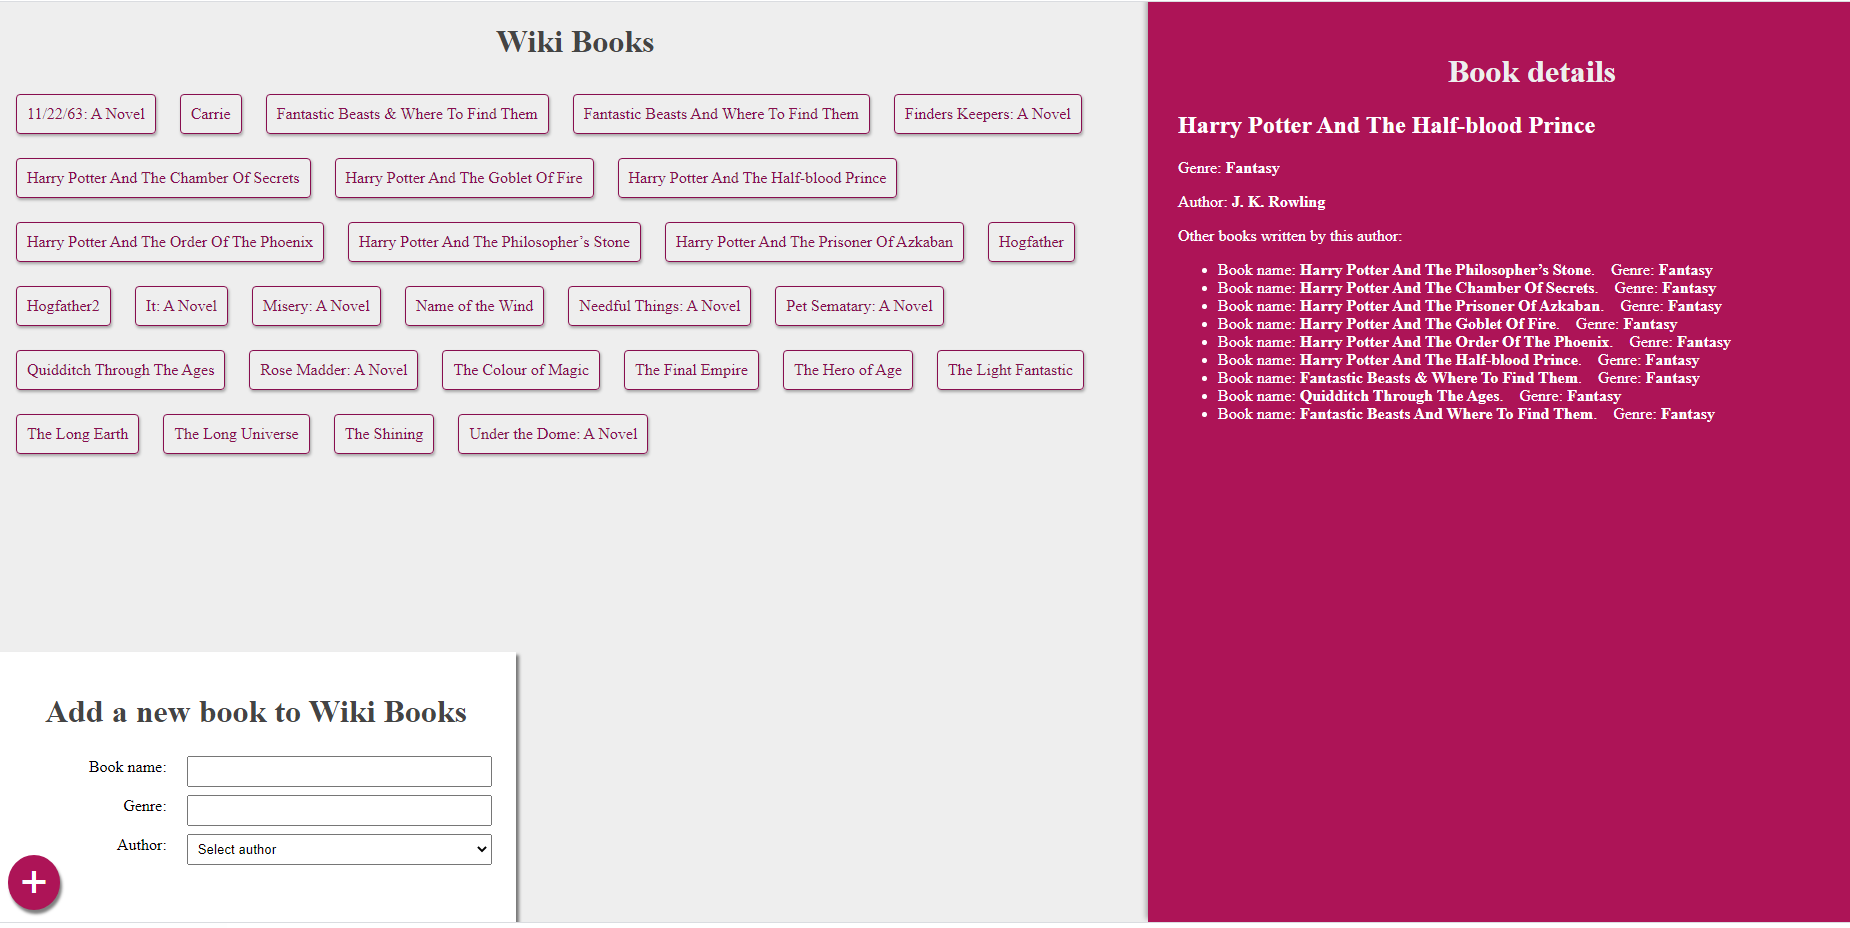 Wiki Books
11/22/63: A Novel
Carrie
Fantastic Beasts & Where To Find Them
Fantastic Beasts And Where To Find Them
Finders Keepers: A Novel
Harry Potter And The Chamber Of Secrets
Harry Potter And The Goblet Of Fire
Harry Potter And The Half-blood Prince
Harry Potter And The Order Of The Phoenix
Harry Potter And The Philosopher’s Stone
Harry Potter And The Prisoner Of Azkaban
Hogfather
Hogfather2
It: A Novel
Misery: A Novel
Name of the Wind
Needful Things: A Novel
Pet Sematary: A Novel
Quidditch Through The Ages
Rose Madder: A Novel
The Colour of Magic
The Final Empire
The Hero of Age
The Light Fantastic
The Long Earth
The Long Universe
The Shining
Under the Dome: A Novel
Add a new book to Wiki Books
Book name:
Genre:
Author: Select author
+
Book details
Harry Potter And The Half-blood Prince
Genre: Fantasy
Author: J. K. Rowling
Other books written by this author:
• Book name: Harry Potter And The Philosopher’s Stone. Genre: Fantasy
• Book name: Harry Potter And The Chamber Of Secrets. Genre: Fantasy
• Book name: Harry Potter And The Prisoner Of Azkaban. Genre: Fantasy
• Book name: Harry Potter And The Goblet Of Fire. Genre: Fantasy
• Book name: Harry Potter And The Order Of The Phoenix. Genre: Fantasy
• Book name: Harry Potter And The Half-blood Prince. Genre: Fantasy
• Book name: Fantastic Beasts & Where To Find Them. Genre: Fantasy
• Book name: Quidditch Through The Ages. Genre: Fantasy
• Book name: Fantastic Beasts And Where To Find Them. Genre: Fantasy